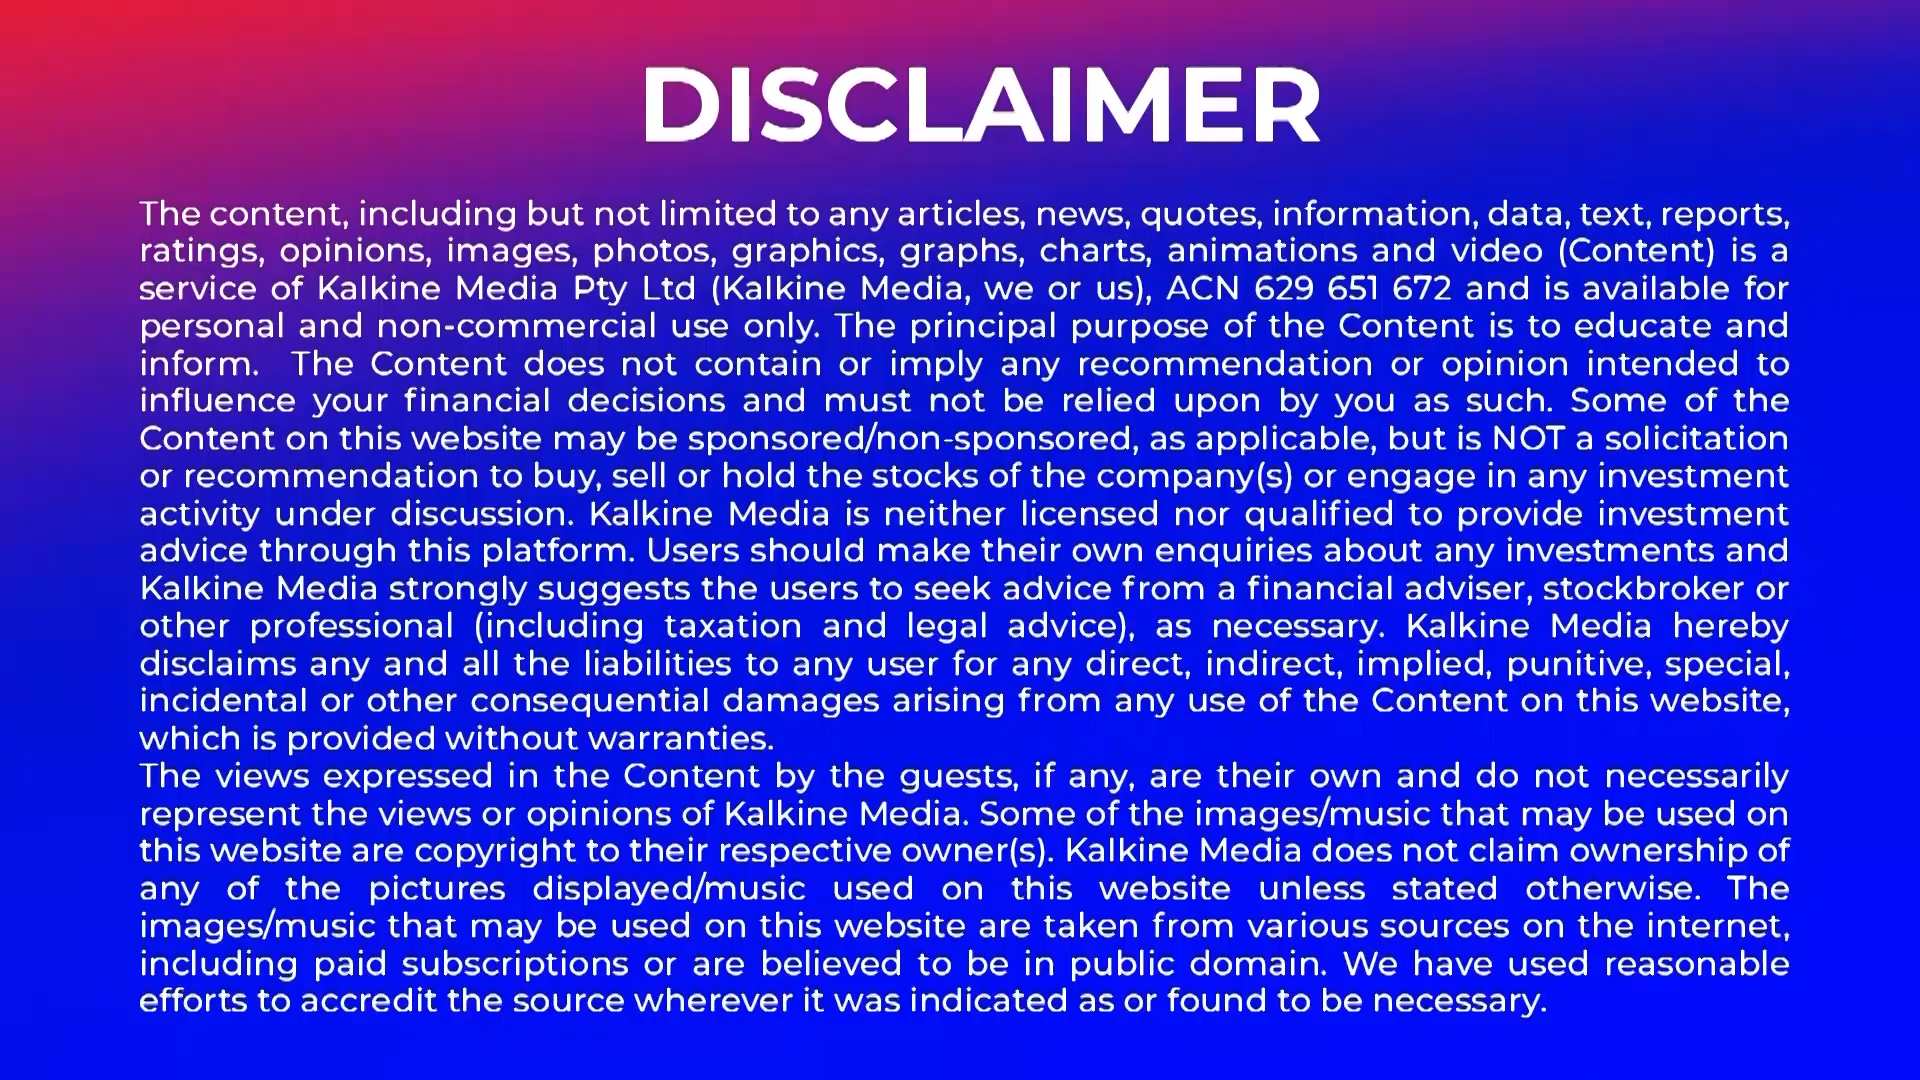 DISCLAIMER
The content, including but not limited to any articles, news, quotes, information, data, text, reports,
ratings, opinions, images, photos, graphics, graphs, charts, animations and video (Content) is a
service of Kalkine Media Pty Ltd (Kalkine Media, we or us), ACN 629 651 672 and is available for
personal and non-commercial use only. The principal purpose of the Content is to educate and
inform.  The Content does not contain or imply any recommendation or opinion intended to
influence your financial decisions and must not be relied upon by you as such. Some of the
Content on this website may be sponsored/non-sponsored, as applicable, but is NOT a solicitation
or recommendation to buy, sell or hold the stocks of the company(s) or engage in any investment
activity under discussion. Kalkine Media is neither licensed nor qualified to provide investment
advice through this platform. Users should make their own enquiries about any investments and
Kalkine Media strongly suggests the users to seek advice from a financial adviser, stockbroker or
other professional (including taxation and legal advice), as necessary. Kalkine Media hereby
disclaims any and all the liabilities to any user for any direct, indirect, implied, punitive, special,
incidental or other consequential damages arising from any use of the Content on this website,
which is provided without warranties.
The views expressed in the Content by the guests, if any, are their own and do not necessarily
represent the views or opinions of Kalkine Media. Some of the images/music that may be used on
this website are copyright to their respective owner(s). Kalkine Media does not claim ownership of
any of the pictures displayed/music used on this website unless stated otherwise. The
images/music that may be used on this website are taken from various sources on the internet,
including paid subscriptions or are believed to be in public domain. We have used reasonable
efforts to accredit the source wherever it was indicated as or found to be necessary.